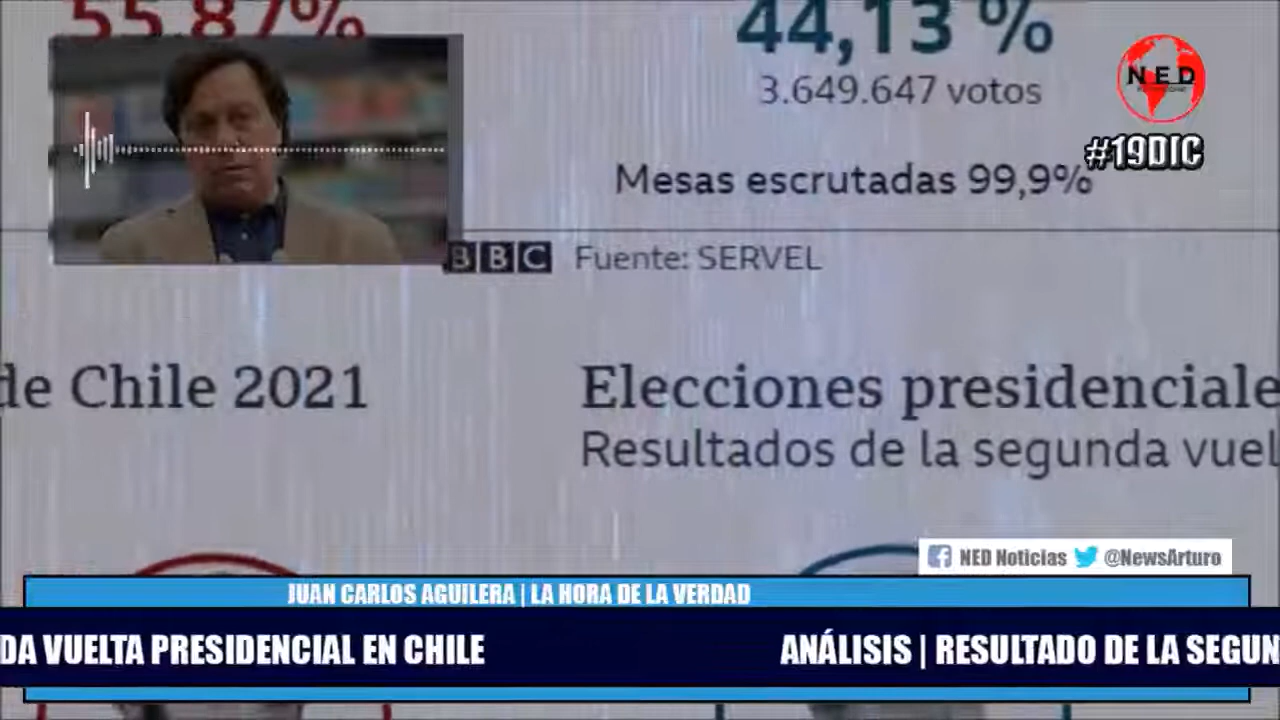 55,87%
44,13 %
3.649.647 votos
Mesas escrutadas 99,9%
NED
#19DIC
BBC Fuente: SERVEL
de Chile 2021
Elecciones presidenciale
Resultados de la segunda vuel
NED Noticias @NewsArturo
JUAN CARLOS AGUILERA | LA HORA DE LA VERDAD
DA VUELTA PRESIDENCIAL EN CHILE
ANÁLISIS | RESULTADO DE LA SEGUN